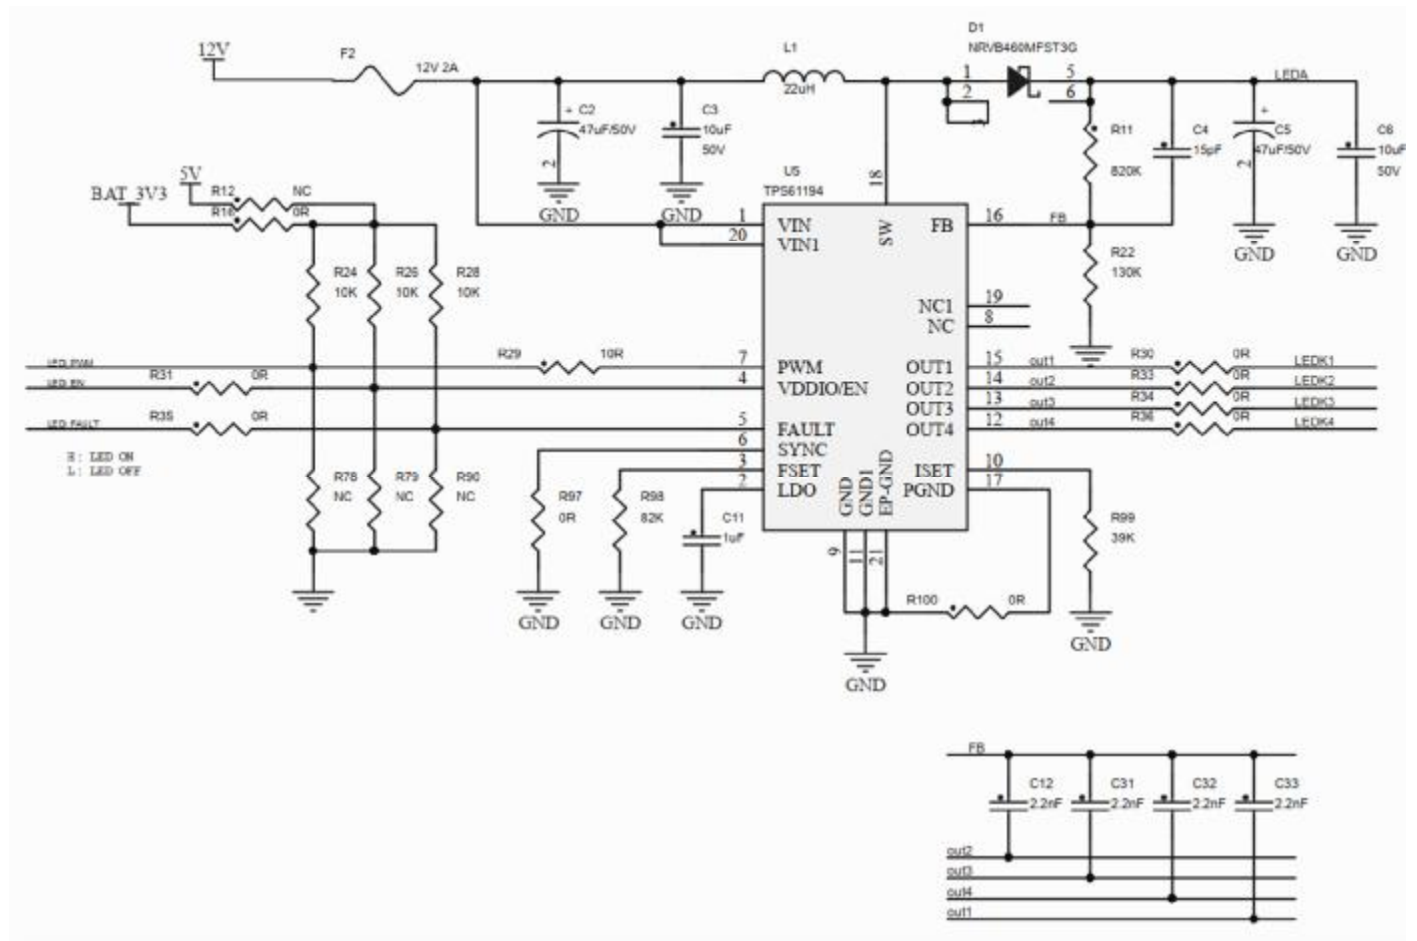 D1
NRVB460MFST3G
12V
F2
12V 2A
L1
22uH
1
2
5
6
LEDA
+ C2
47uF/50V
2
C3
10uF
50V
R11
820K
C4
15pF
+
C5
47uF/50V
2
C6
10uF
50V
GND
GND
GND
GND
5V
BAT_3V3
R12
NC
R16
0R
U5
TPS61194
18
1
VIN
20
VIN1
SW
FB
16
FB
R22
130K
R24
10K
R26
10K
R28
10K
NC1
19
NC
8
LED_PWM
R29
10R
7
PWM
OUT1
15
out1
R30
0R
LEDK1
LED_EN
R31
0R
4
VDDIO/EN
OUT2
14
out2
R33
0R
LEDK2
OUT3
13
out3
R34
0R
LEDK3
LED_FAULT
R35
0R
5
FAULT
OUT4
12
out4
R36
0R
LEDK4
6
SYNC
H: LED ON
L: LED OFF
3
FSET
ISET
10
2
LDO
PGND
17
GND
GND1
EP-GND
R78
NC
R79
NC
R90
NC
R97
0R
R98
82K
C11
1uF
R99
39K
9
11
21
R100
0R
GND
GND
GND
GND
GND
FB
C12
2.2nF
C31
2.2nF
C32
2.2nF
C33
2.2nF
out2
out3
out4
out1